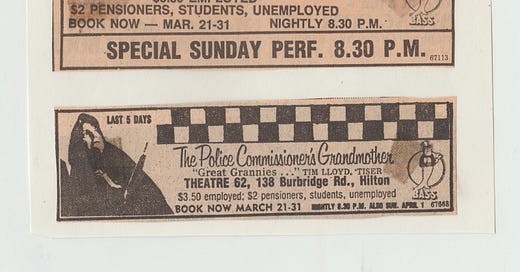 $2 PENSIONERS, STUDENTS, UNEMPLOYED
BOOK NOW — MAR. 21-31 NIGHTLY 8.30 P.M.
BASS
SPECIAL SUNDAY PERF. 8.30 P.M. 67113
LAST 5 DAYS
The Police Commissioner's Grandmother
"Great Grannies ..." TIM LLOYD, 'TISER
THEATRE 62, 138 Burbridge Rd., Hilton
$3.50 employed; $2 pensioners, students, unemployed
BASS
BOOK NOW MARCH 21-31 NIGHTLY 8.30 P.M. ALSO SUN. APRIL 1 67668